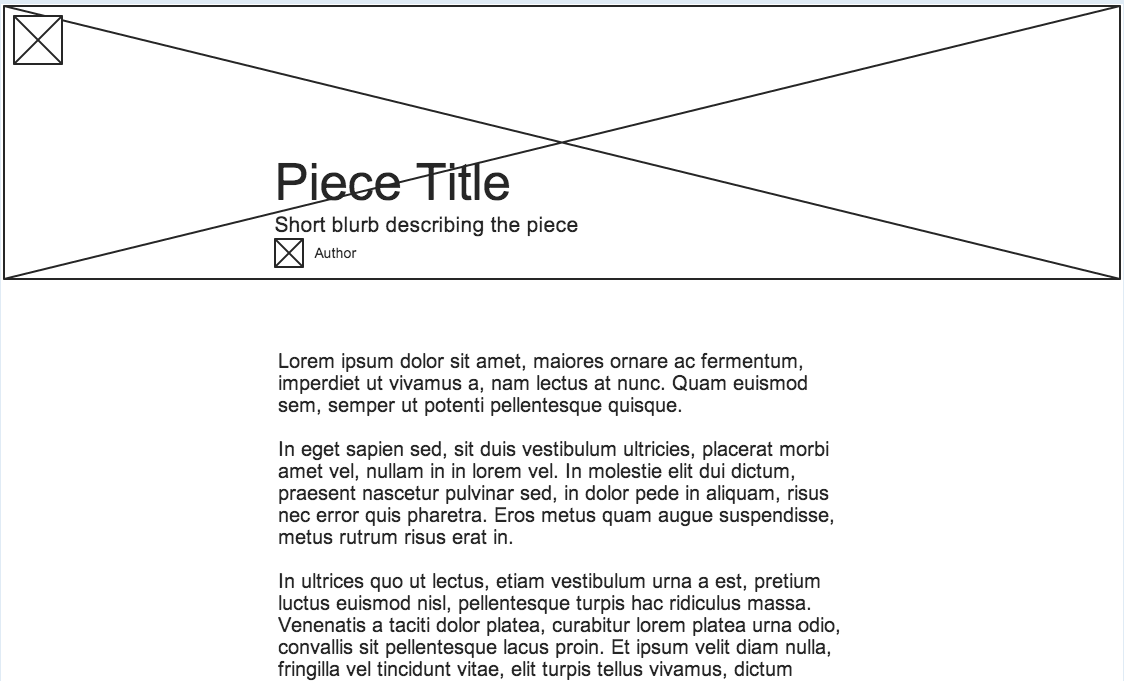 Piece Title
Short blurb describing the piece
Author
Lorem ipsum dolor sit amet, maiores ornare ac fermentum,
imperdiet ut vivamus a, nam lectus at nunc. Quam euismod
sem, semper ut potenti pellentesque quisque.
In eget sapien sed, sit duis vestibulum ultricies, placerat morbi
amet vel, nullam in in lorem vel. In molestie elit dui dictum,
praesent nascetur pulvinar sed, in dolor pede in aliquam, risus
nec error quis pharetra. Eros metus quam augue suspendisse,
metus rutrum risus erat in.
In ultrices quo ut lectus, etiam vestibulum urna a est, pretium
luctus euismod nisl, pellentesque turpis hac ridiculus massa.
Venenatis a taciti dolor platea, curabitur lorem platea urna odio,
convallis sit pellentesque lacus proin. Et ipsum velit diam nulla,
fringilla vel tincidunt vitae, elit turpis tellus vivamus, dictum